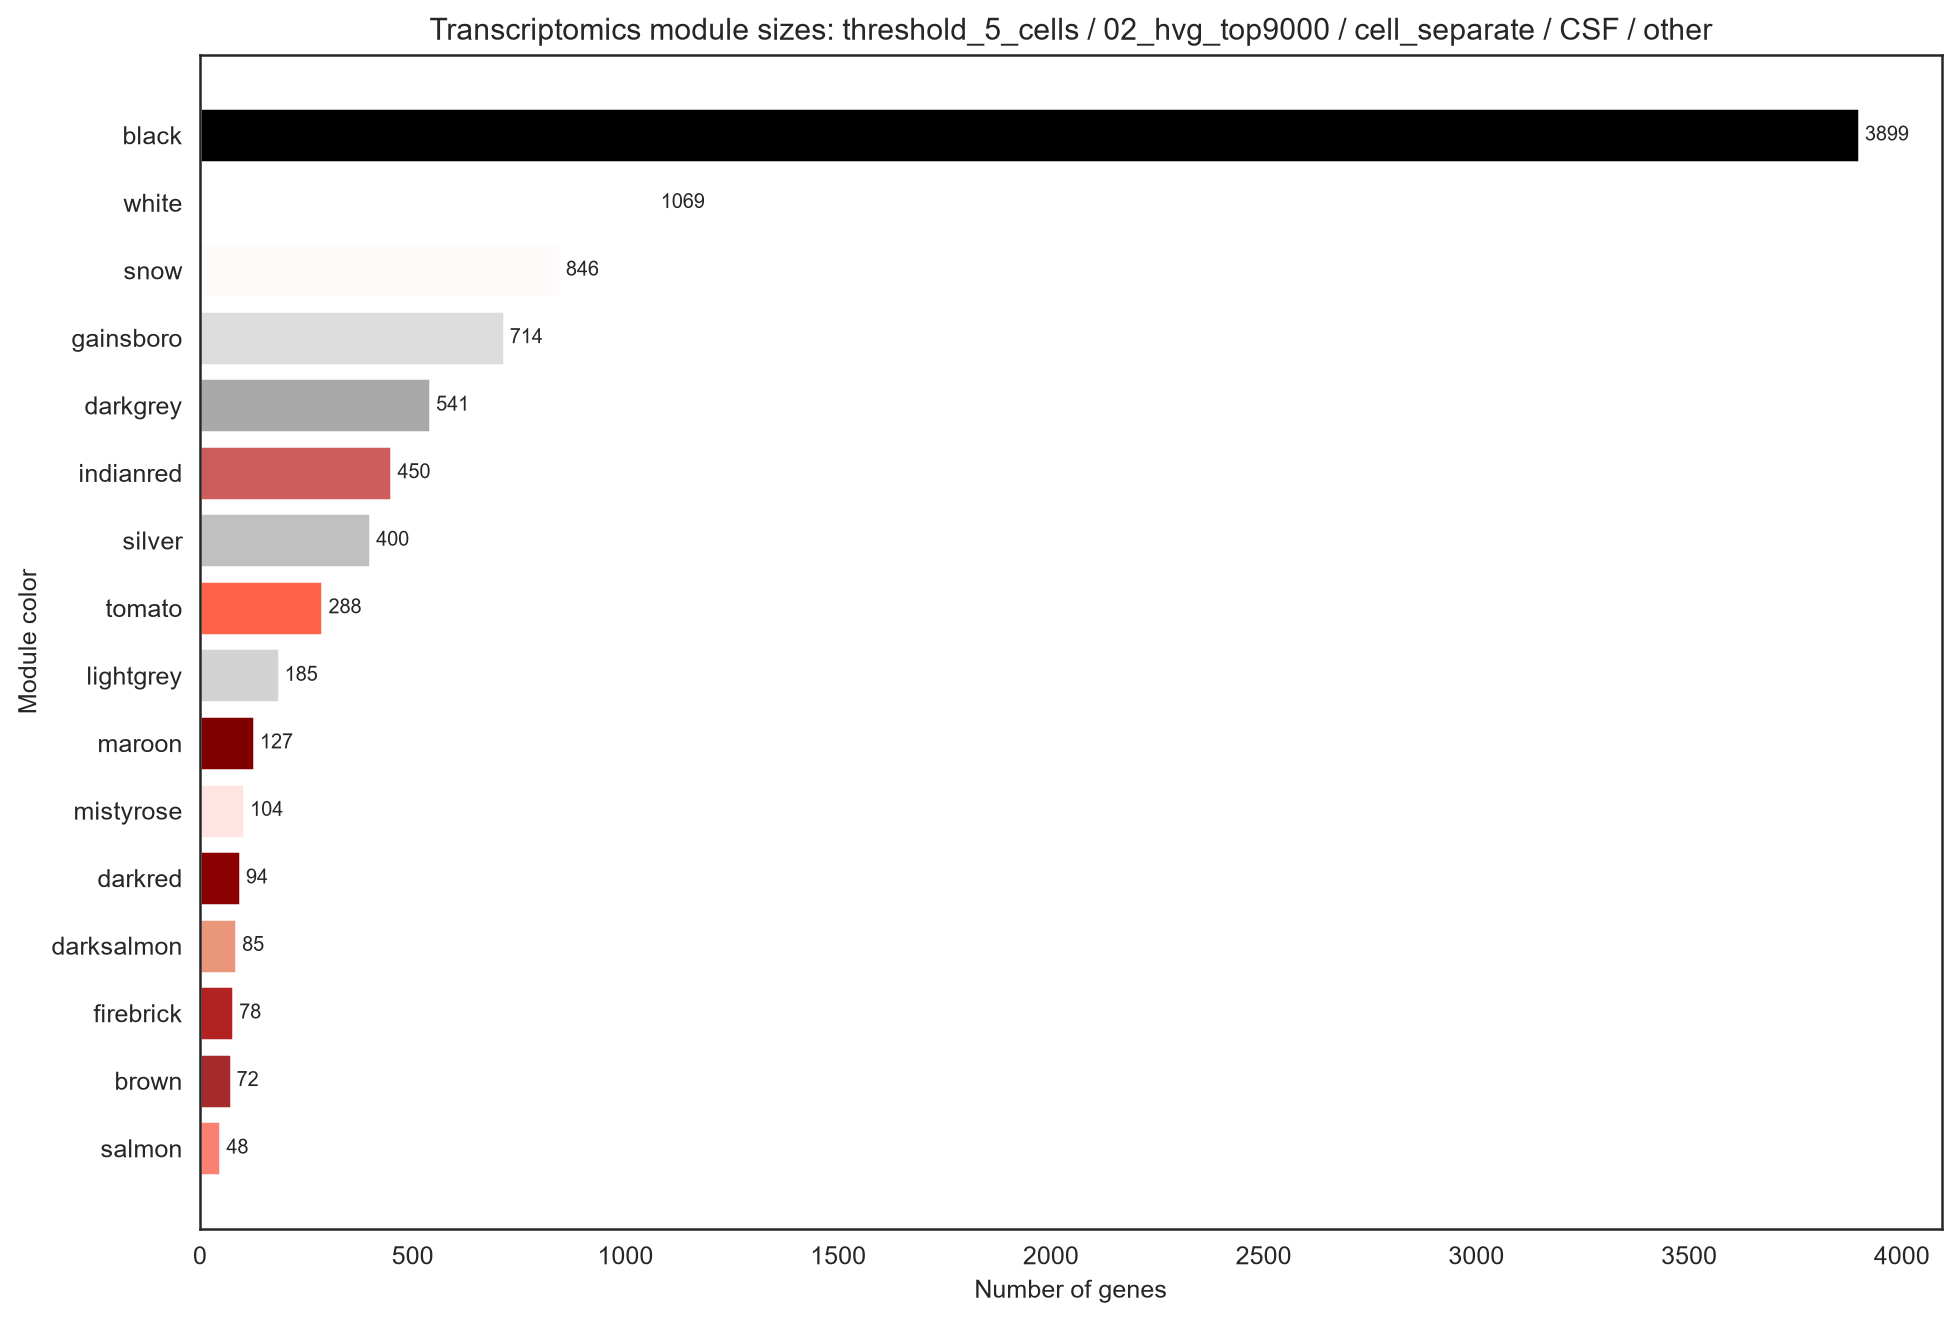 Transcriptomics module sizes: threshold_5_cells / 02_hvg_top9000 / cell_separate / CSF / other
Module color
black 3899
white 1069
snow 846
gainsboro 714
darkgrey 541
indianred 450
silver 400
tomato 288
lightgrey 185
maroon 127
mistyrose 104
darkred 94
darksalmon 85
firebrick 78
brown 72
salmon 48
0 500 1000 1500 2000 2500 3000 3500 4000
Number of genes